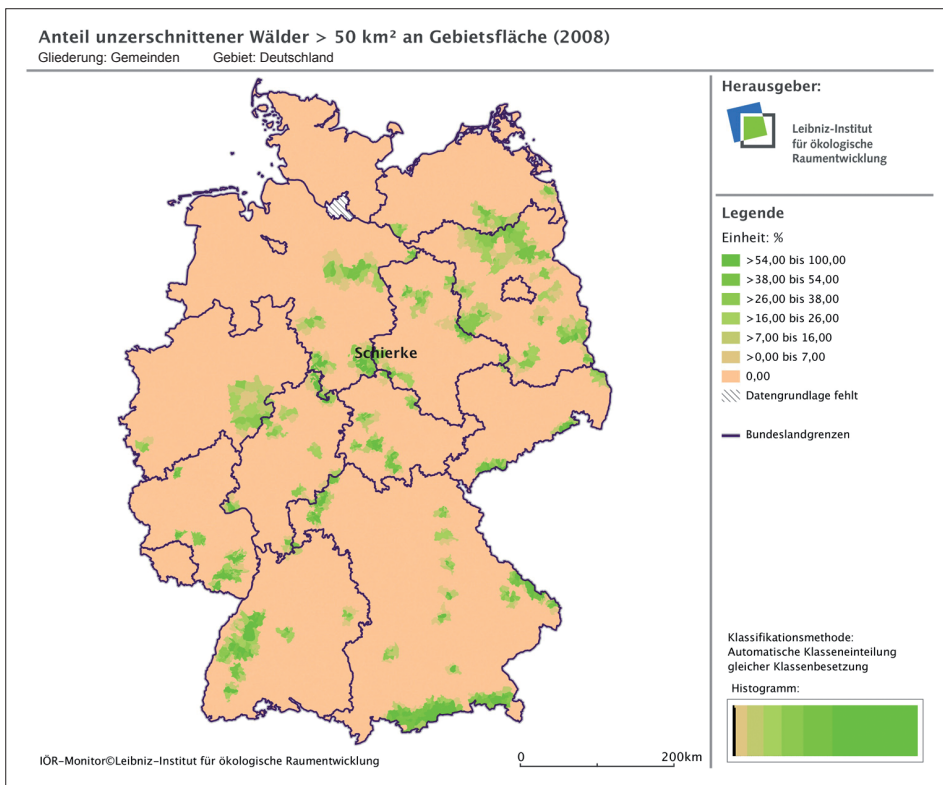 Anteil unzerschnittener Wälder > 50 km² an Gebietsfläche (2008)
Gliederung: Gemeinden Gebiet: Deutschland
Herausgeber:
Leibniz-Institut
für ökologische
Raumentwicklung
Legende
Einheit: %
>54,00 bis 100,00
>38,00 bis 54,00
>26,00 bis 38,00
>16,00 bis 26,00
>7,00 bis 16,00
>0,00 bis 7,00
0,00
Datengrundlage fehlt
Bundeslandgrenzen
Schierke
Klassifikationsmethode:
Automatische Klasseneinteilung
gleicher Klassenbesetzung
Histogramm:
IÖR-Monitor©Leibniz-Institut für ökologische Raumentwicklung
0 200km